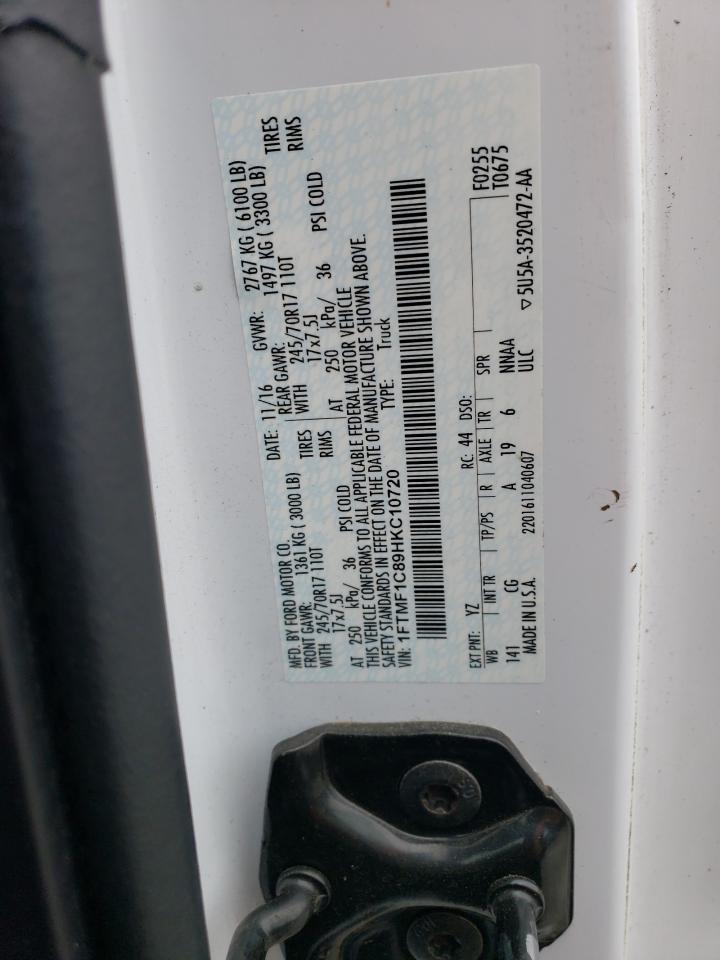 MFD. BY FORD MOTOR CO. DATE: 11/16 GVWR: 2767 KG ( 6100 LB)
FRONT GAWR: 1361 KG ( 3000 LB) REAR GAWR: 1497 KG ( 3300 LB)
WITH 245/70R17 110T TIRES WITH 245/70R17 110T TIRES
17x7.5J RIMS 17x7.5J RIMS
AT 250 kPa/ 36 PSI COLD AT 250 kPa/ 36 PSI COLD
THIS VEHICLE CONFORMS TO ALL APPLICABLE FEDERAL MOTOR VEHICLE
SAFETY STANDARDS IN EFFECT ON THE DATE OF MANUFACTURE SHOWN ABOVE.
VIN: 1FTMF1C89HKC10720 TYPE: Truck
EXT PNT: YZ RC: 44 DSO: F0255
WB INT TR TP/PS R AXLE TR SPR T0675
141 CG A 19 6 NNAA
MADE IN U.S.A. 2201611040607 ULC ▽ 5U5A-3520472-AA